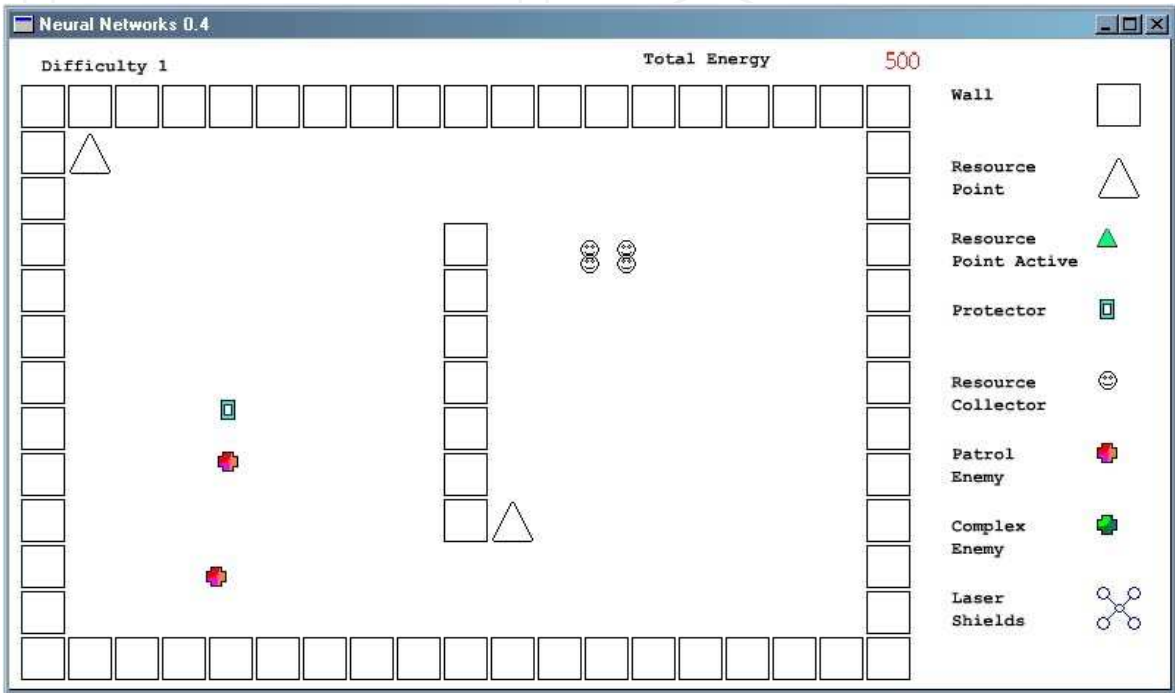 Neural Networks 0.4
Difficulty 1
Total Energy
500
Wall
Resource
Point
Resource
Point Active
Protector
Resource
Collector
Patrol
Enemy
Complex
Enemy
Laser
Shields